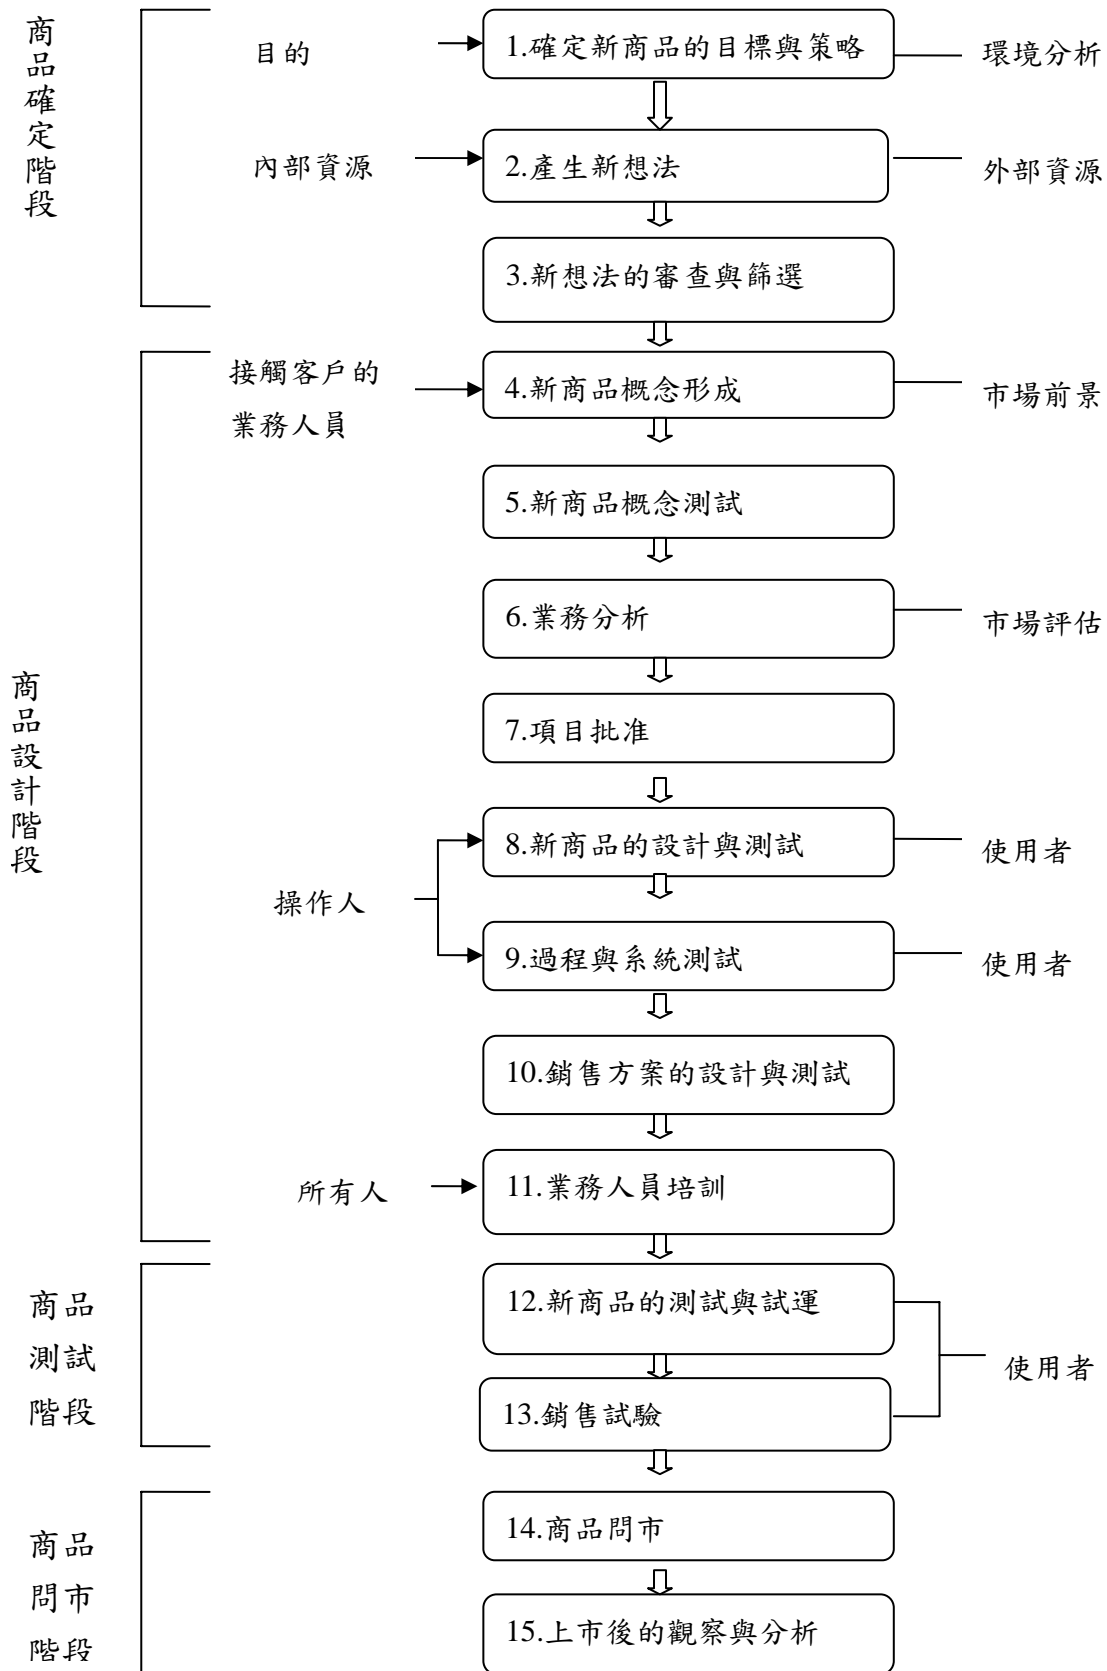 商品確定階段
目的
1.確定新商品的目標與策略
環境分析
內部資源
2.產生新想法
外部資源
3.新想法的審查與篩選
商品設計階段
接觸客戶的
業務人員
4.新商品概念形成
市場前景
5.新商品概念測試
6.業務分析
市場評估
7.項目批准
操作人
8.新商品的設計與測試
使用者
9.過程與系統測試
使用者
10.銷售方案的設計與測試
所有人
11.業務人員培訓
商品
測試
階段
12.新商品的測試與試運
13.銷售試驗
使用者
商品
問市
階段
14.商品問市
15.上市後的觀察與分析